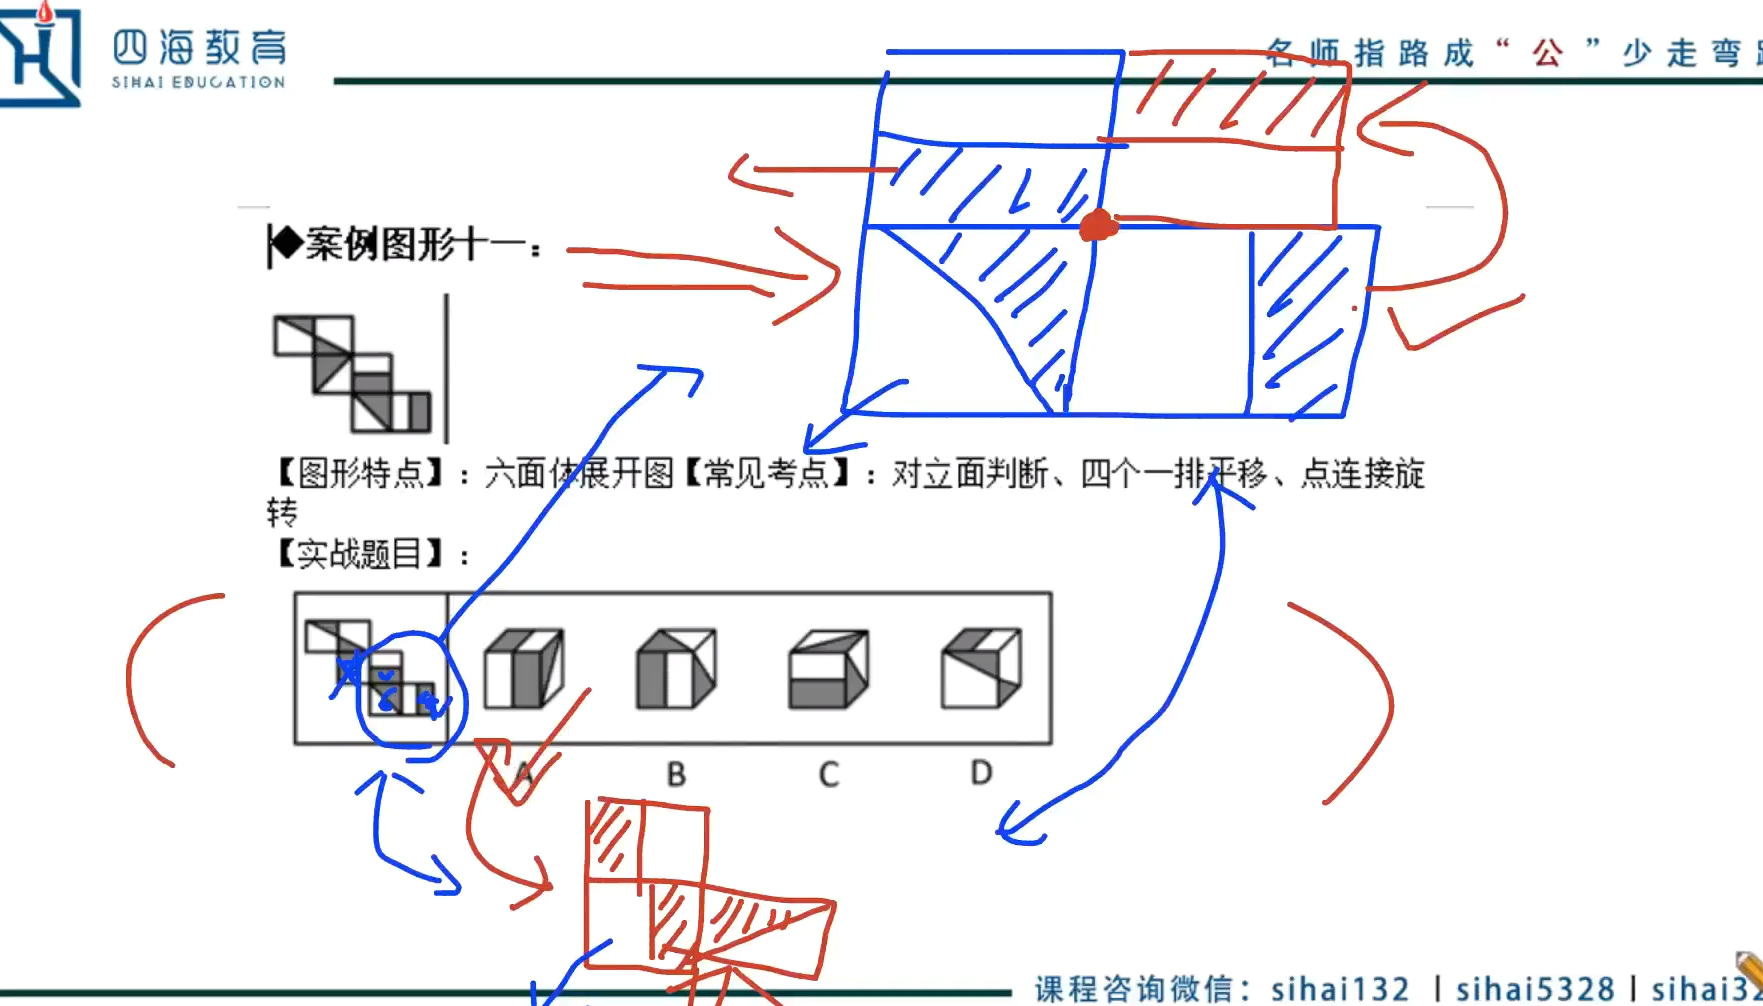 四海教育
SIHAI EDUCATION
名师指路成“公”少走弯
◆案例图形十一：
【图形特点】：六面体展开图【常见考点】：对立面判断、四个一排平移、点连接旋
转
【实战题目】：
A B C D
课程咨询微信：sihai132 | sihai5328 | sihai3